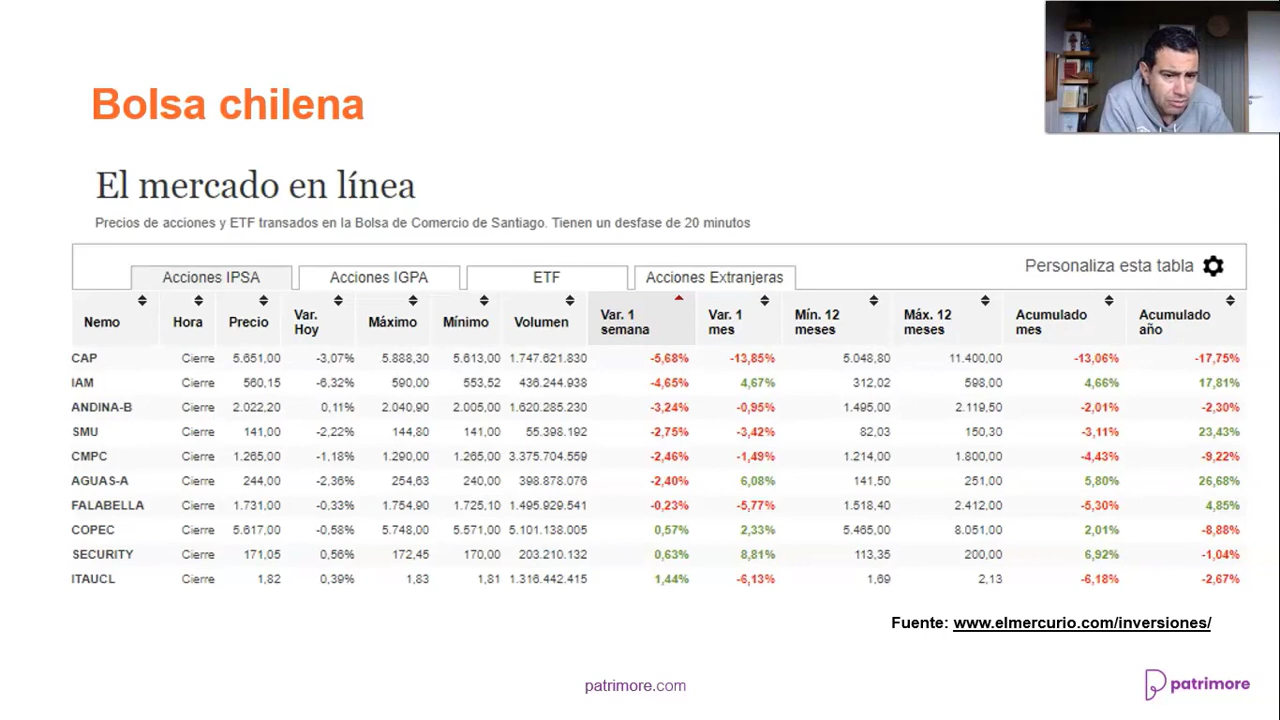 Bolsa chilena
El mercado en línea
Precios de acciones y ETF transados en la Bolsa de Comercio de Santiago. Tienen un desfase de 20 minutos
Acciones IPSA Acciones IGPA ETF Acciones Extranjeras Personaliza esta tabla
Nemo Hora Precio Var. Hoy Máximo Mínimo Volumen Var. 1 semana Var. 1 mes Mín. 12 meses Máx. 12 meses Acumulado mes Acumulado año
CAP Cierre 5.651,00 -3,07% 5.888,30 5.613,00 1.747.621.830 -5,68% -13,85% 5.048,80 11.400,00 -13,06% -17,75%
IAM Cierre 560,15 -6,32% 590,00 553,52 436.244.938 -4,65% 4,67% 312,02 598,00 4,66% 17,81%
ANDINA-B Cierre 2.022,20 0,11% 2.040,90 2.005,00 1.620.285.230 -3,24% -0,95% 1.495,00 2.119,50 -2,01% -2,30%
SMU Cierre 141,00 -2,22% 144,80 141,00 55.398.192 -2,75% -3,42% 82,03 150,30 -3,11% 23,43%
CMPC Cierre 1.265,00 -1,18% 1.290,00 1.265,00 3.375.704.559 -2,46% -1,49% 1.214,00 1.800,00 -4,43% -9,22%
AGUAS-A Cierre 244,00 -2,36% 254,63 240,00 398.878.076 -2,40% 6,08% 141,50 251,00 5,80% 26,68%
FALABELLA Cierre 1.731,00 -0,33% 1.754,90 1.725,10 1.495.929.541 -0,23% -5,77% 1.518,40 2.412,00 -5,30% 4,85%
COPEC Cierre 5.617,00 -0,58% 5.748,00 5.571,00 5.101.138.005 0,57% 2,33% 5.465,00 8.051,00 2,01% -8,88%
SECURITY Cierre 171,05 0,56% 172,45 170,00 203.210.132 0,63% 8,81% 113,35 200,00 6,92% -1,04%
ITAUCL Cierre 1,82 0,39% 1,83 1,81 1.316.442.415 1,44% -6,13% 1,69 2,13 -6,18% -2,67%
Fuente: www.elmercurio.com/inversiones/
patrimore.com
patrimore